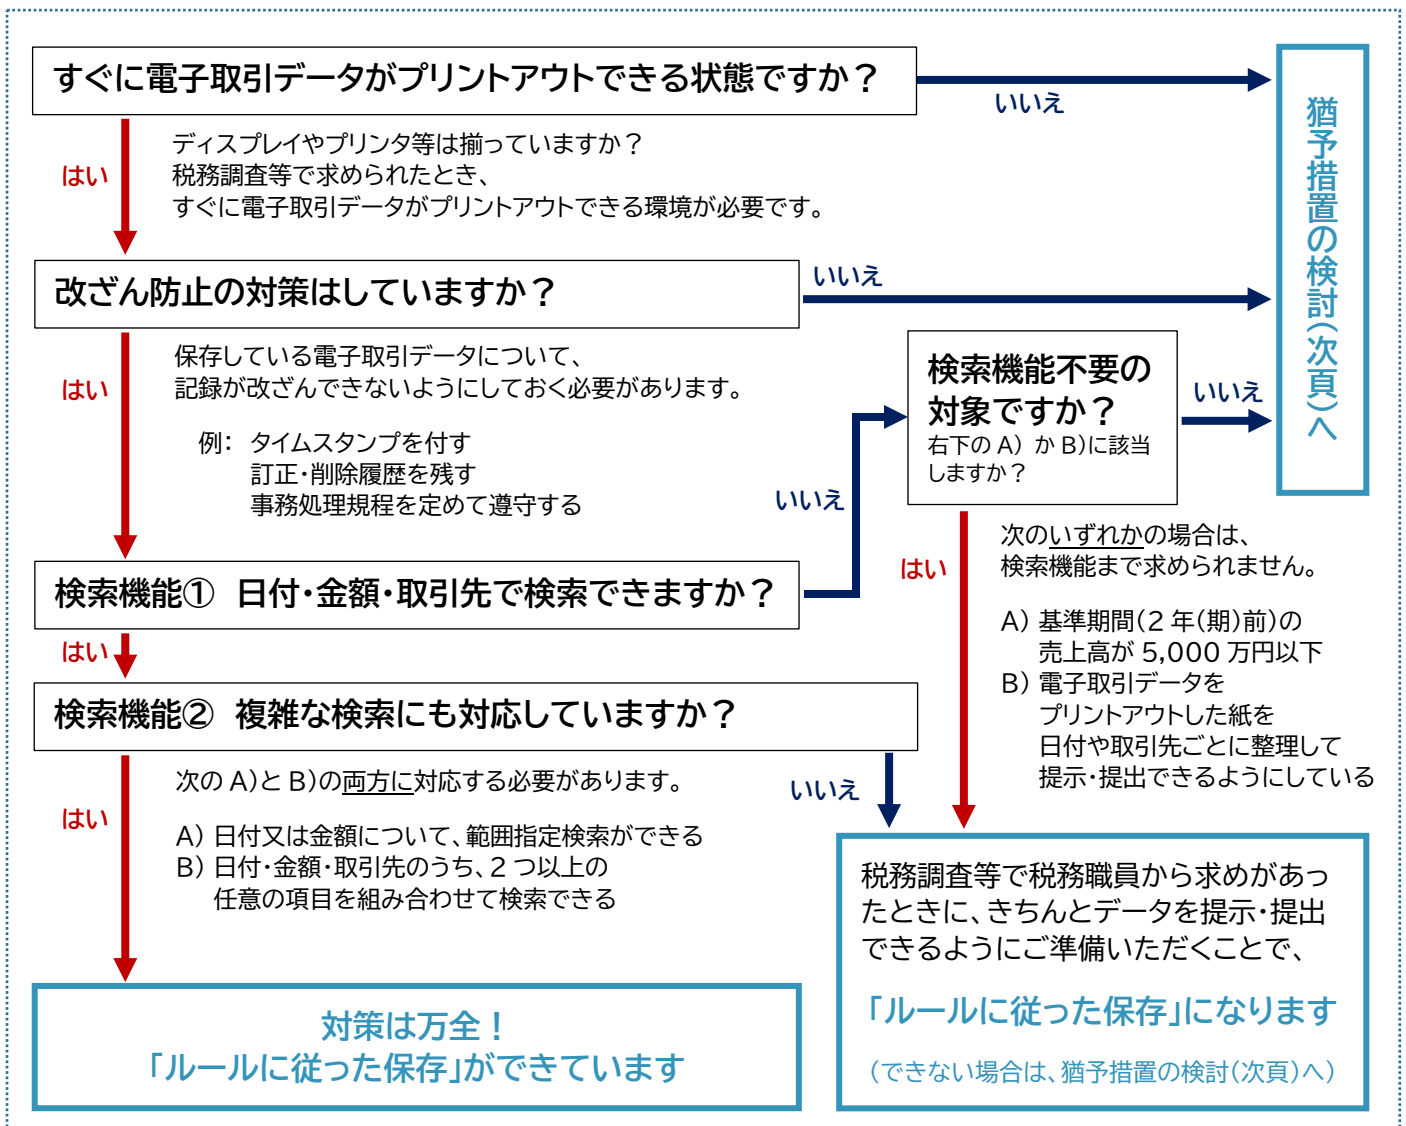 すぐに電子取引データがプリントアウトできる状態ですか？
いいえ
はい
ディスプレイやプリンタ等は揃っていますか？
税務調査等で求められたとき、
すぐに電子取引データがプリントアウトできる環境が必要です。
猶予措置の検討(次頁)へ
改ざん防止の対策はしていますか？
いいえ
はい
保存している電子取引データについて、
記録が改ざんできないようにしておく必要があります。
例： タイムスタンプを付す
訂正・削除履歴を残す
事務処理規程を定めて遵守する
検索機能不要の
対象ですか？
右下の A） か B)に該当
しますか？
いいえ
いいえ
検索機能① 日付・金額・取引先で検索できますか？
はい
次のいずれかの場合は、
検索機能まで求められません。
A） 基準期間(２年(期)前)の
売上高が 5,000 万円以下
B） 電子取引データを
プリントアウトした紙を
日付や取引先ごとに整理して
提示・提出できるようにしている
はい
検索機能② 複雑な検索にも対応していますか？
いいえ
はい
次の A)と B)の両方に対応する必要があります。
A） 日付又は金額について、範囲指定検索ができる
B） 日付・金額・取引先のうち、２つ以上の
任意の項目を組み合わせて検索できる
対策は万全！
「ルールに従った保存」ができています
税務調査等で税務職員から求めがあっ
たときに、きちんとデータを提示・提出
できるようにご準備いただくことで、
「ルールに従った保存」になります
（できない場合は、猶予措置の検討(次頁)へ）